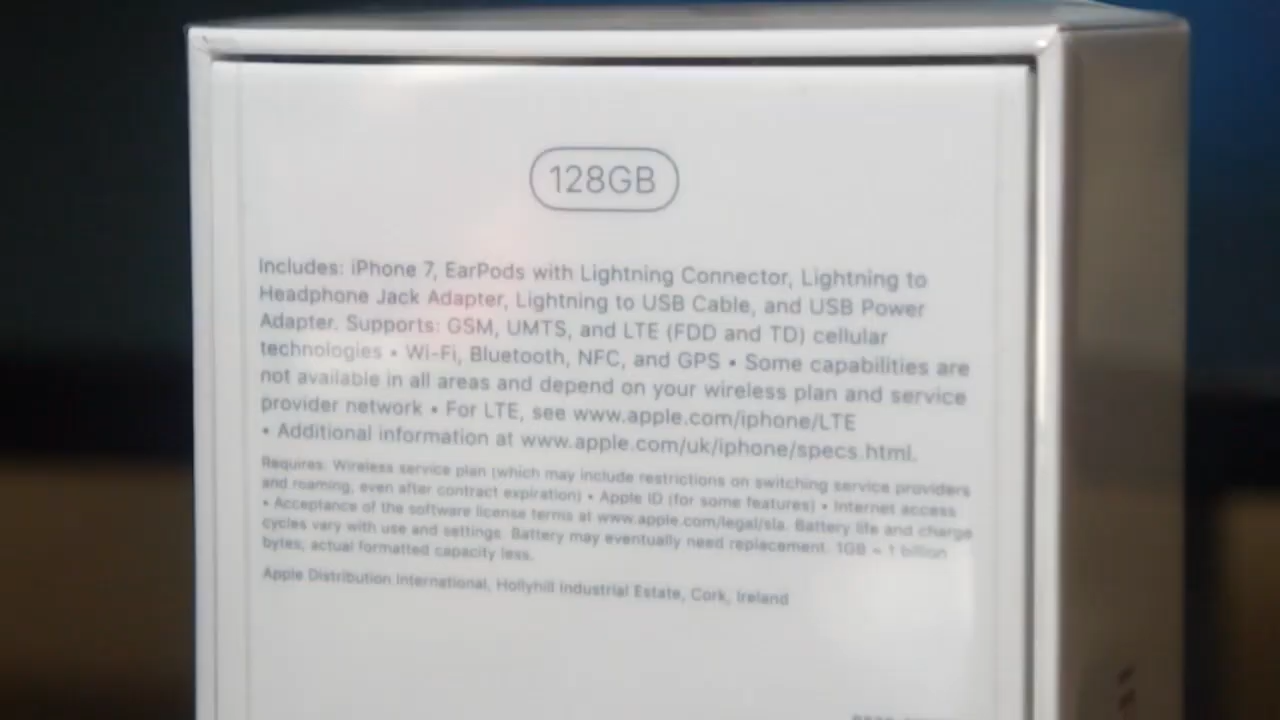 128GB
Includes: iPhone 7, EarPods with Lightning Connector, Lightning to
Headphone Jack Adapter, Lightning to USB Cable, and USB Power
Adapter. Supports: GSM, UMTS, and LTE (FDD and TD) cellular
technologies • Wi-Fi, Bluetooth, NFC, and GPS • Some capabilities are
not available in all areas and depend on your wireless plan and service
provider network • For LTE, see www.apple.com/iphone/LTE
• Additional information at www.apple.com/uk/iphone/specs.html.
Requires: Wireless service plan (which may include restrictions on switching service providers
and roaming, even after contract expiration) • Apple ID (for some features) • Internet access
• Acceptance of the software license terms at www.apple.com/legal/sla. Battery life and charge
cycles vary with use and settings. Battery may eventually need replacement. 1GB = 1 billion
bytes; actual formatted capacity less.
Apple Distribution International, Hollyhill Industrial Estate, Cork, Ireland